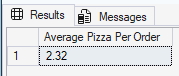 Results Messages
Average Pizza Per Order
1 2.32